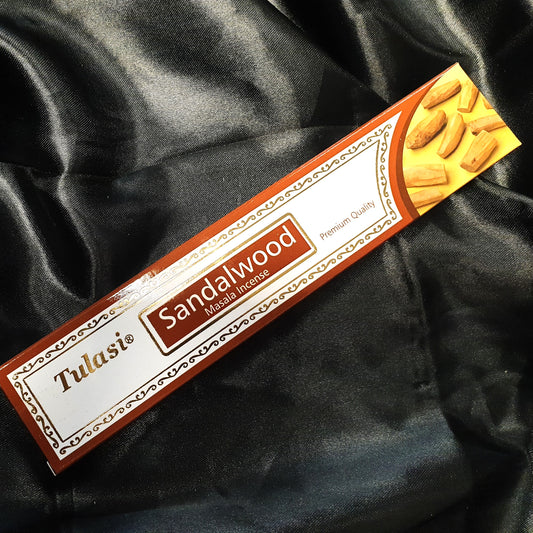 Tulasi®
Sandalwood
Masala Incense
Premium Quality